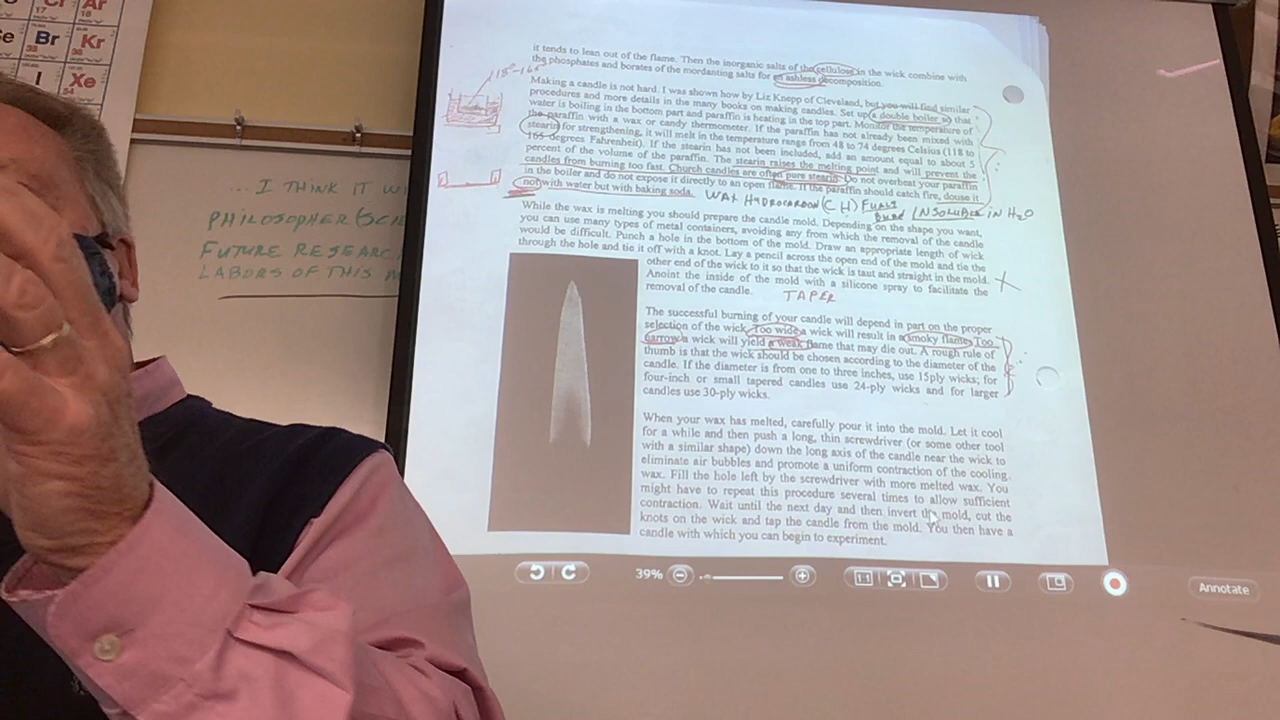 Cl Ar
17 18
Se Br Kr
I Xe
54
... I THINK IT
PHILOSOPHER
FUTURE
LABORS OF THIS
it tends to lean out of the flame. Then the inorganic salts of the cellulose in the wick combine with
the phosphates and borates of the mordanting salts for an ashless decomposition.
Making a candle is not hard. I was shown how by Liz Knepp of Cleveland, but you will find similar
procedures and more details in the many books on making candles. Set up a double boiler so that
water is boiling in the bottom part and paraffin is heating in the top part. Monitor the temperature of
the paraffin with a wax or candy thermometer. If the paraffin has not already been mixed with
stearin for strengthening, it will melt in the temperature range from 48 to 74 degrees Celsius (118 to
165 degrees Fahrenheit). If the stearin has not been included, add an amount equal to about 5
percent of the volume of the paraffin. The stearin raises the melting point and will prevent the
candles from burning too fast. Church candles are often pure stearin. Do not overheat your paraffin
in the boiler and do not expose it directly to an open flame. If the paraffin should catch fire, douse it
not with water but with baking soda.
WAX HYDROCARBON (C H) FUELS
INSOLUBLE IN H2O
While the wax is melting you should prepare the candle mold. Depending on the shape you want,
you can use many types of metal containers, avoiding any from which the removal of the candle
would be difficult. Punch a hole in the bottom of the mold. Draw an appropriate length of wick
through the hole and tie it off with a knot. Lay a pencil across the open end of the mold and tie the
other end of the wick to it so that the wick is taut and straight in the mold.
Anoint the inside of the mold with a silicone spray to facilitate the
removal of the candle.
TAPER
The successful burning of your candle will depend in part on the proper
selection of the wick. Too wide a wick will result in a smoky flame. Too
narrow a wick will yield a weak flame that may die out. A rough rule of
thumb is that the wick should be chosen according to the diameter of the
candle. If the diameter is from one to three inches, use 15ply wicks; for
four-inch or small tapered candles use 24-ply wicks and for larger
candles use 30-ply wicks.
When your wax has melted, carefully pour it into the mold. Let it cool
for a while and then push a long, thin screwdriver (or some other tool
with a similar shape) down the long axis of the candle near the wick to
eliminate air bubbles and promote a uniform contraction of the cooling
wax. Fill the hole left by the screwdriver with more melted wax. You
might have to repeat this procedure several times to allow sufficient
contraction. Wait until the next day and then invert the mold, cut the
knots on the wick and tap the candle from the mold. You then have a
candle with which you can begin to experiment.
39%
1:1
Annotate